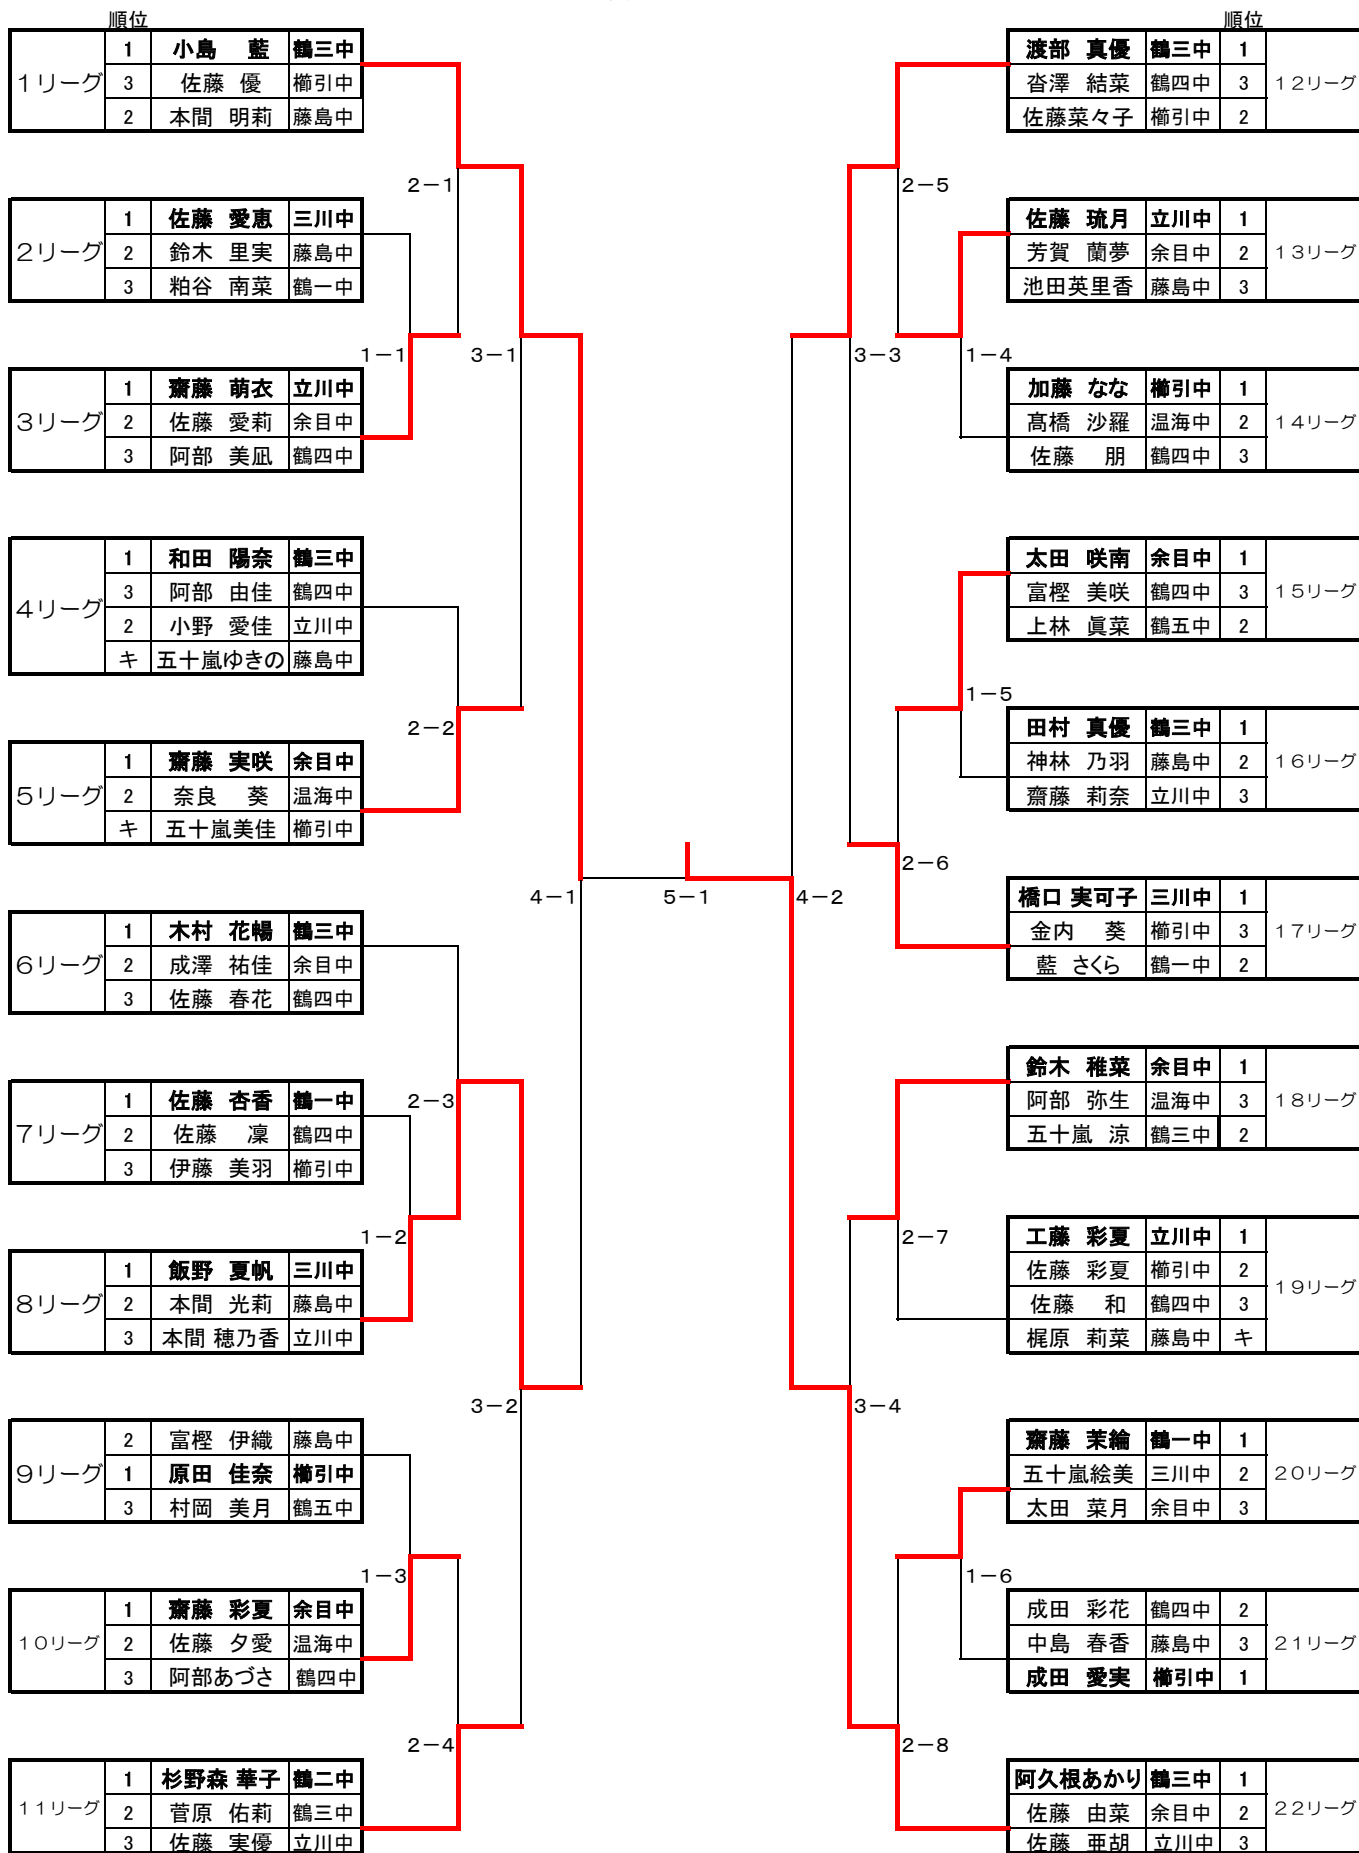 順位
1リーグ
1 小島 藍 鶴三中
3 佐藤 優 櫛引中
2 本間 明莉 藤島中
2リーグ
1 佐藤 愛恵 三川中
2 鈴木 里実 藤島中
3 粕谷 南菜 鶴一中
3リーグ
1 齋藤 萌衣 立川中
2 佐藤 愛莉 余目中
3 阿部 美凪 鶴四中
4リーグ
1 和田 陽奈 鶴三中
3 阿部 由佳 鶴四中
2 小野 愛佳 立川中
キ 五十嵐ゆきの 藤島中
5リーグ
1 齋藤 実咲 余目中
2 奈良 葵 温海中
キ 五十嵐美佳 櫛引中
6リーグ
1 木村 花暢 鶴三中
2 成澤 祐佳 余目中
3 佐藤 春花 鶴四中
7リーグ
1 佐藤 杏香 鶴一中
2 佐藤 凜 鶴四中
3 伊藤 美羽 櫛引中
8リーグ
1 飯野 夏帆 三川中
2 本間 光莉 藤島中
3 本間 穂乃香 立川中
9リーグ
2 富樫 伊織 藤島中
1 原田 佳奈 櫛引中
3 村岡 美月 鶴五中
10リーグ
1 齋藤 彩夏 余目中
2 佐藤 夕愛 温海中
3 阿部あづさ 鶴四中
11リーグ
1 杉野森 華子 鶴二中
2 菅原 佑莉 鶴三中
3 佐藤 実優 立川中
2－1
1－1
3－1
2－2
4－1
2－3
1－2
3－2
1－3
2－4
5－1
4－2
2－5
3－3
1－4
1－5
2－6
2－7
3－4
1－6
2－8
順位
渡部 真優 鶴三中 1
沓澤 結菜 鶴四中 3
佐藤菜々子 櫛引中 2
12リーグ
佐藤 琉月 立川中 1
芳賀 蘭夢 余目中 2
池田英里香 藤島中 3
13リーグ
加藤 なな 櫛引中 1
髙橋 沙羅 温海中 2
佐藤 朋 鶴四中 3
14リーグ
太田 咲南 余目中 1
富樫 美咲 鶴四中 3
上林 眞菜 鶴五中 2
15リーグ
田村 真優 鶴三中 1
神林 乃羽 藤島中 2
齋藤 莉奈 立川中 3
16リーグ
橋口 実可子 三川中 1
金内 葵 櫛引中 3
藍 さくら 鶴一中 2
17リーグ
鈴木 稚菜 余目中 1
阿部 弥生 温海中 3
五十嵐 涼 鶴三中 2
18リーグ
工藤 彩夏 立川中 1
佐藤 彩夏 櫛引中 2
佐藤 和 鶴四中 3
梶原 莉菜 藤島中 キ
19リーグ
齋藤 茉綸 鶴一中 1
五十嵐絵美 三川中 2
太田 菜月 余目中 3
20リーグ
成田 彩花 鶴四中 2
中島 春香 藤島中 3
成田 愛実 櫛引中 1
21リーグ
阿久根あかり 鶴三中 1
佐藤 由菜 余目中 2
佐藤 亜胡 立川中 3
22リーグ